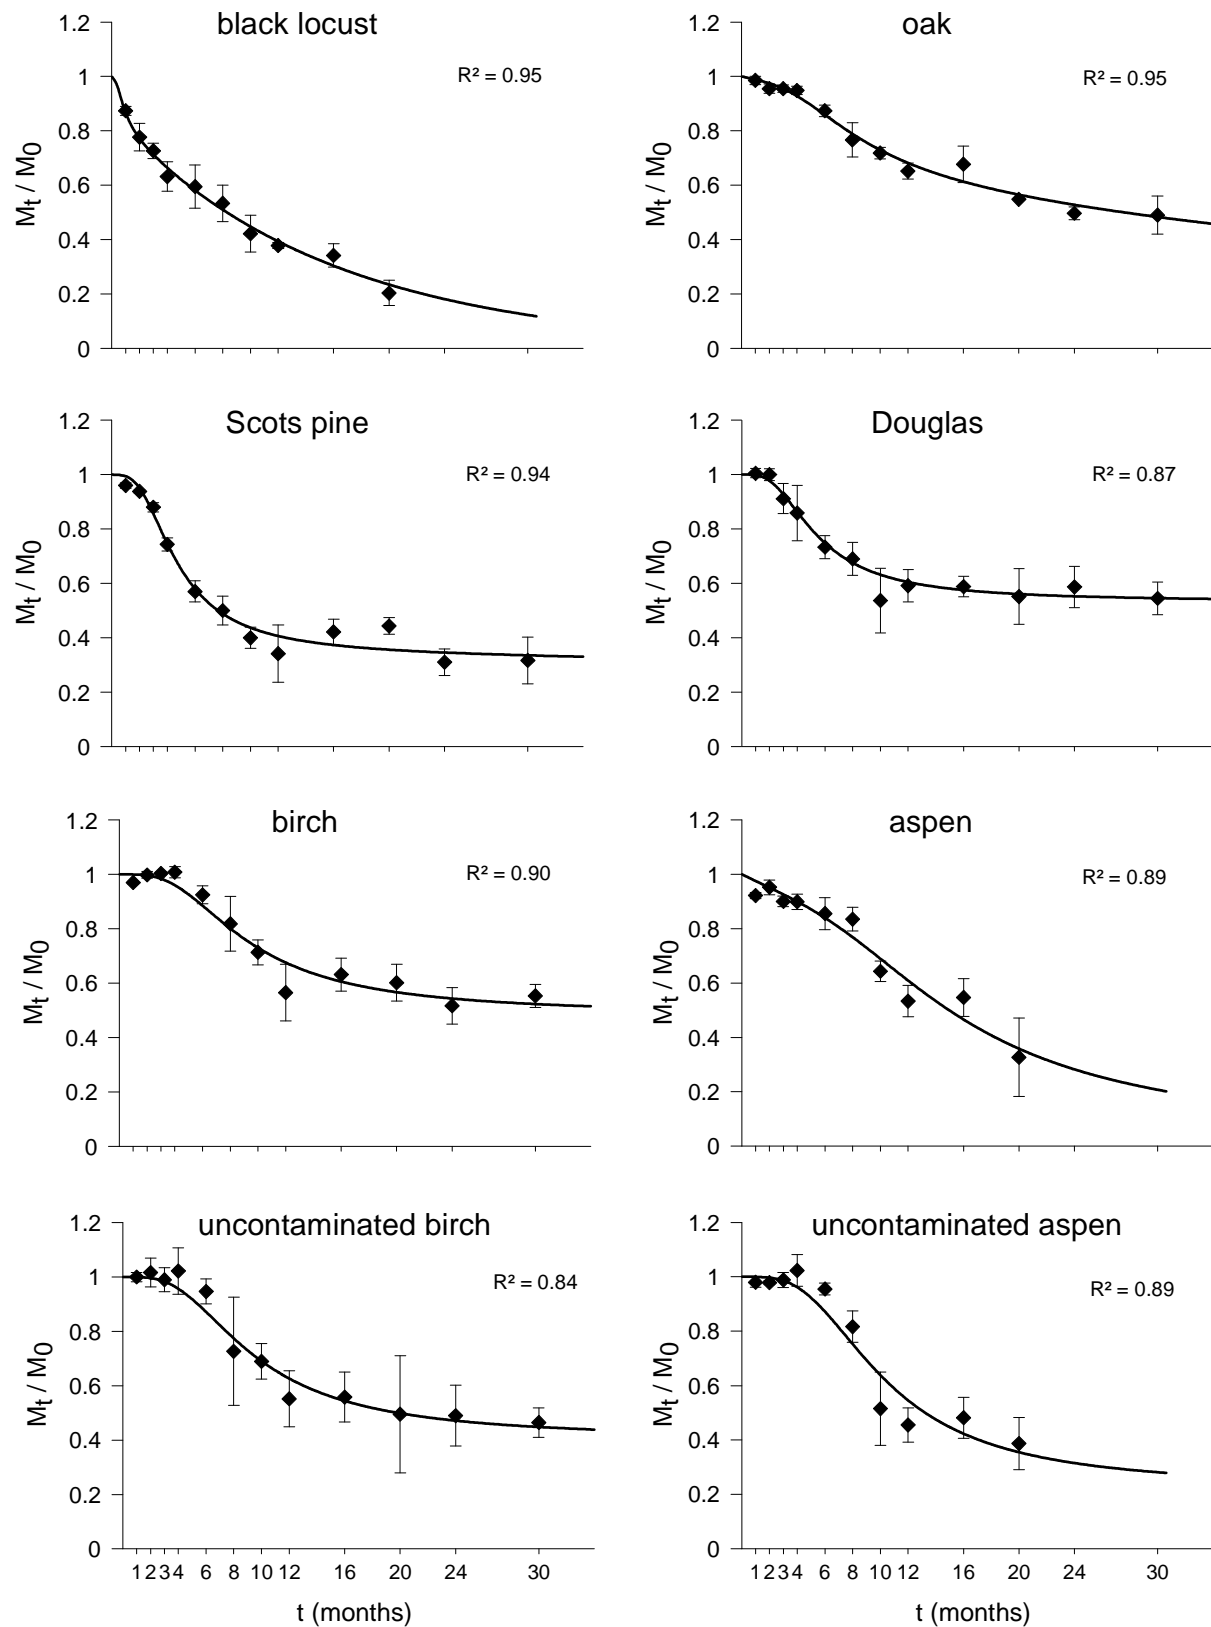 black locust
R² = 0.95
1.2
1
0.8
0.6
0.4
0.2
0
Mt / M0
oak
R² = 0.95
1.2
1
0.8
0.6
0.4
0.2
0
Mt / M0
Scots pine
R² = 0.94
1.2
1
0.8
0.6
0.4
0.2
0
Mt / M0
Douglas
R² = 0.87
1.2
1
0.8
0.6
0.4
0.2
0
Mt / M0
birch
R² = 0.90
1.2
1
0.8
0.6
0.4
0.2
0
Mt / M0
aspen
R² = 0.89
1.2
1
0.8
0.6
0.4
0.2
0
Mt / M0
uncontaminated birch
R² = 0.84
1.2
1
0.8
0.6
0.4
0.2
0
Mt / M0
1 2 3 4 6 8 10 12 16 20 24 30
t (months)
uncontaminated aspen
R² = 0.89
1.2
1
0.8
0.6
0.4
0.2
0
Mt / M0
1 2 3 4 6 8 10 12 16 20 24 30
t (months)